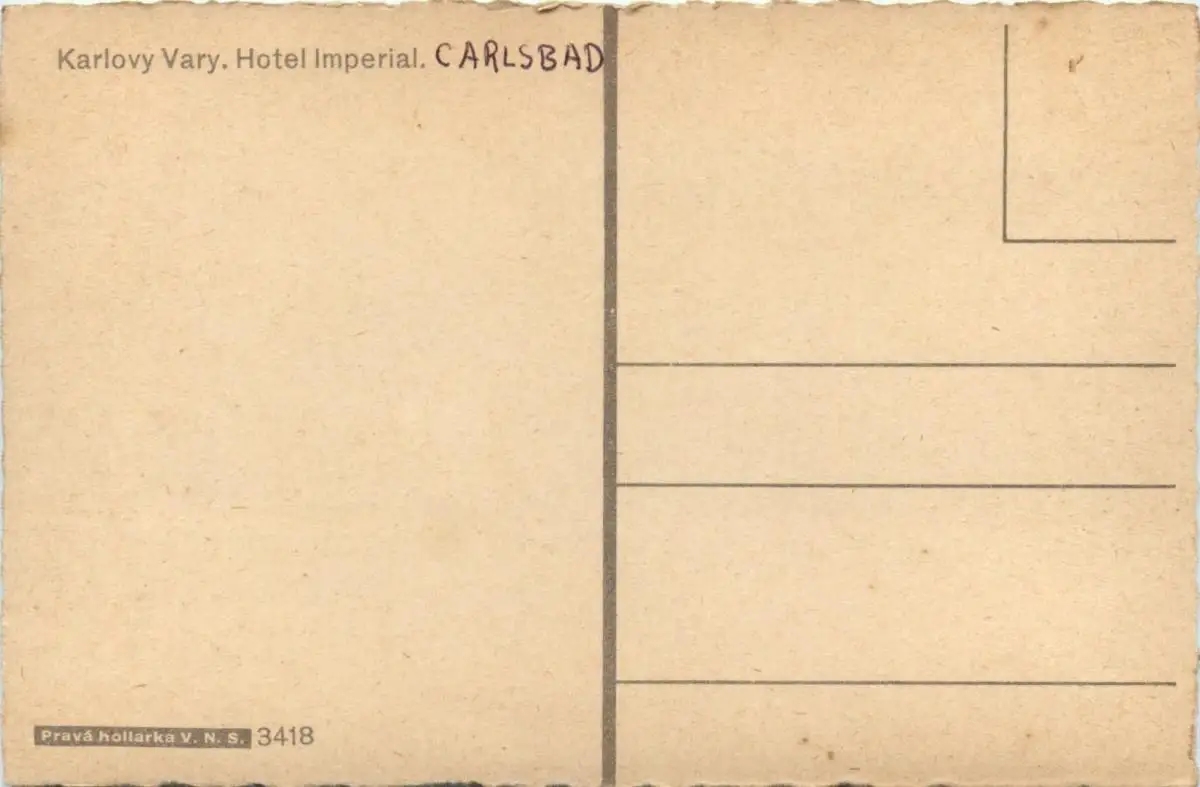 Karlovy Vary. Hotel Imperial. CARLSBAD
Pravá hollarka V. N. S. 3418